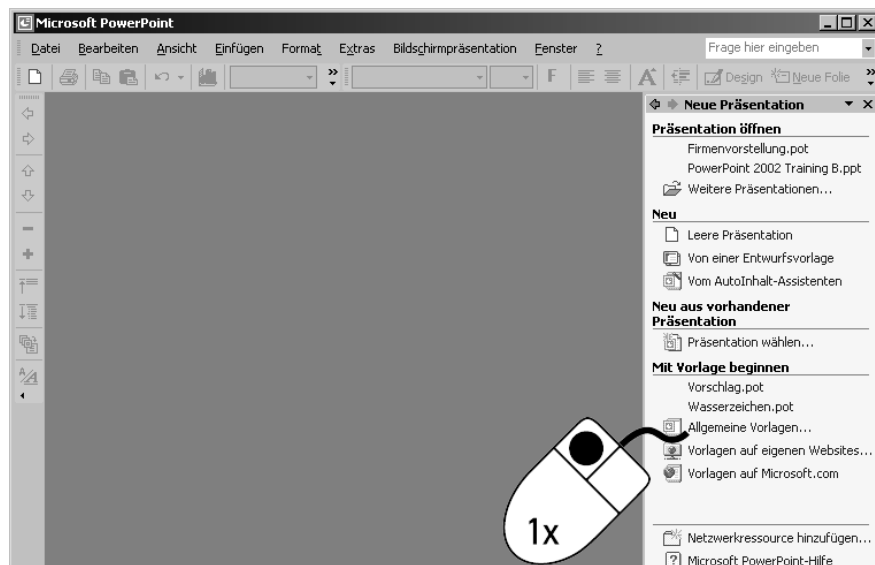 Microsoft PowerPoint
Datei Bearbeiten Ansicht Einfügen Format Extras Bildschirmpräsentation Fenster ? Frage hier eingeben
F A Design Neue Folie
Neue Präsentation
Präsentation öffnen
Firmenvorstellung.pot
PowerPoint 2002 Training B.ppt
Weitere Präsentationen...
Neu
Leere Präsentation
Von einer Entwurfsvorlage
Vom AutoInhalt-Assistenten
Neu aus vorhandener
Präsentation
Präsentation wählen...
Mit Vorlage beginnen
Vorschlag.pot
Wasserzeichen.pot
Allgemeine Vorlagen...
Vorlagen auf eigenen Websites...
Vorlagen auf Microsoft.com
1x
Netzwerkressource hinzufügen...
Microsoft PowerPoint-Hilfe